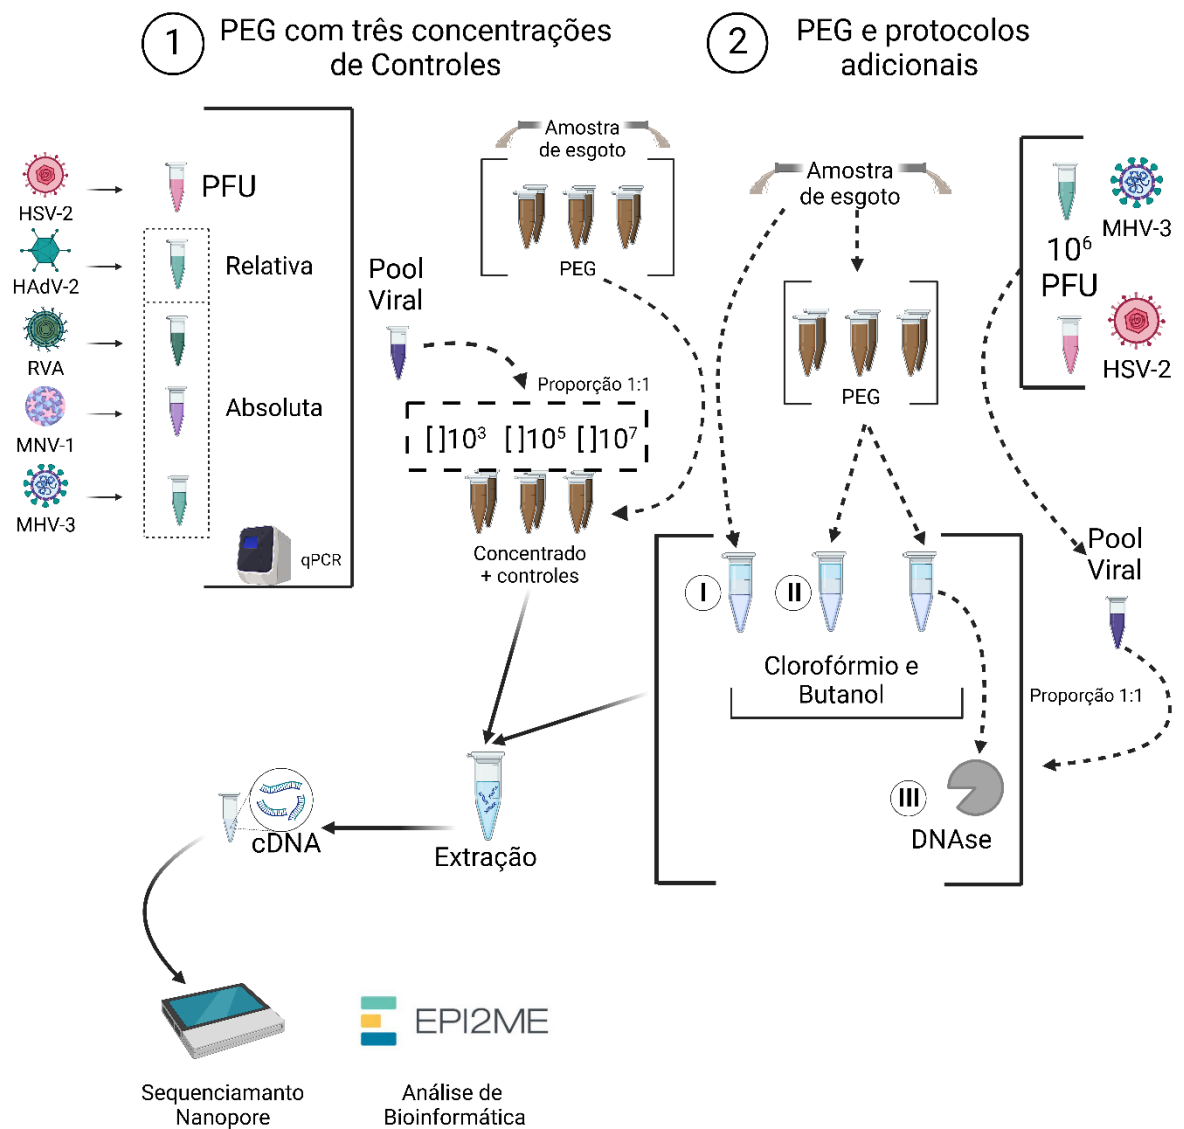 1
PEG com três concentrações
de Controles
2
PEG e protocolos
adicionais
HSV-2
HAdV-2
RVA
MNV-1
MHV-3
PFU
Relativa
Absoluta
qPCR
Pool
Viral
Amostra
de esgoto
PEG
Proporção 1:1
[ ]10³ [ ]10⁵ [ ]10⁷
Concentrado
+ controles
Amostra
de esgoto
PEG
MHV-3
10⁶
PFU
HSV-2
Pool
Viral
Proporção 1:1
I
II
Clorofórmio e
Butanol
III
DNAse
Extração
cDNA
Sequenciamanto
Nanopore
EPI2ME
Análise de
Bioinformática